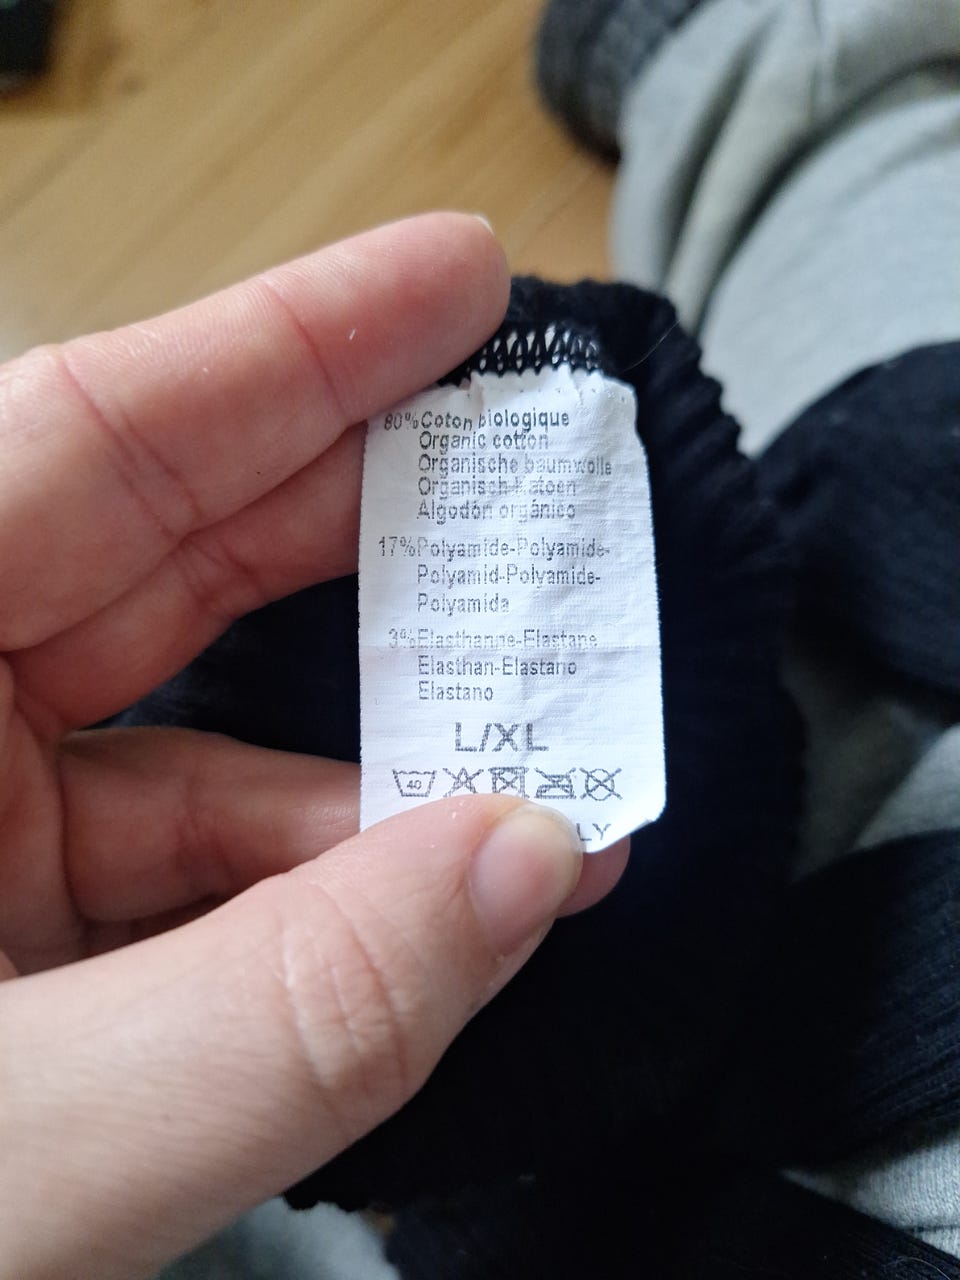 80% Coton biologique
Organic cotton
Organische baumwolle
Organisch Katoen
Algodón orgánico
17% Polyamide-Polyamide-
Polyamid-Polyamide-
Polyamida
3% Elasthanne-Elastane
Elasthan-Elastano
Elastano
L/XL
40
LY